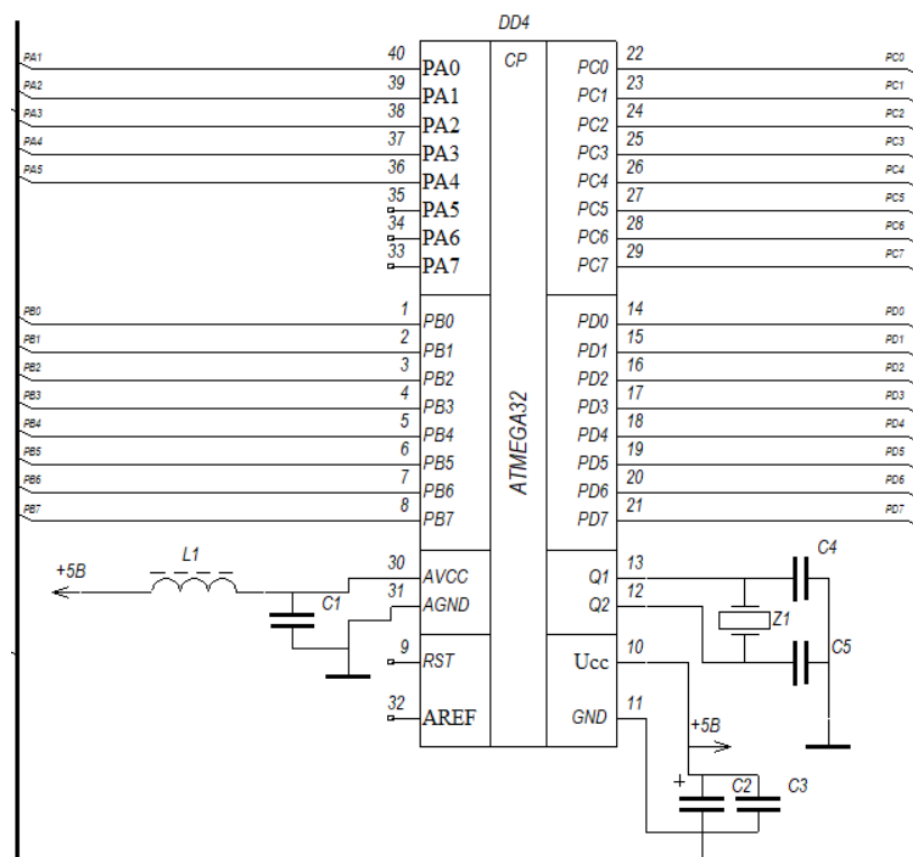 DD4
PA1 40 PA0 CP PC0 22 PC0
PA2 39 PA1 PC1 23 PC1
PA3 38 PA2 PC2 24 PC2
PA4 37 PA3 PC3 25 PC3
PA5 36 PA4 PC4 26 PC4
35 PA5 PC5 27 PC5
34 PA6 PC6 28 PC6
33 PA7 PC7 29 PC7
PB0 1 PB0 PD0 14 PD0
PB1 2 PB1 PD1 15 PD1
PB2 3 PB2 PD2 16 PD2
PB3 4 PB3 PD3 17 PD3
PB4 5 PB4 PD4 18 PD4
PB5 6 PB5 PD5 19 PD5
PB6 7 PB6 PD6 20 PD6
PB7 8 PB7 PD7 21 PD7
ATMEGA32
+5В L1 30 AVCC Q1 13 C4
C1 31 AGND Q2 12 Z1 C5
9 RST Ucc 10
32 AREF GND 11
+5В
+ C2 C3